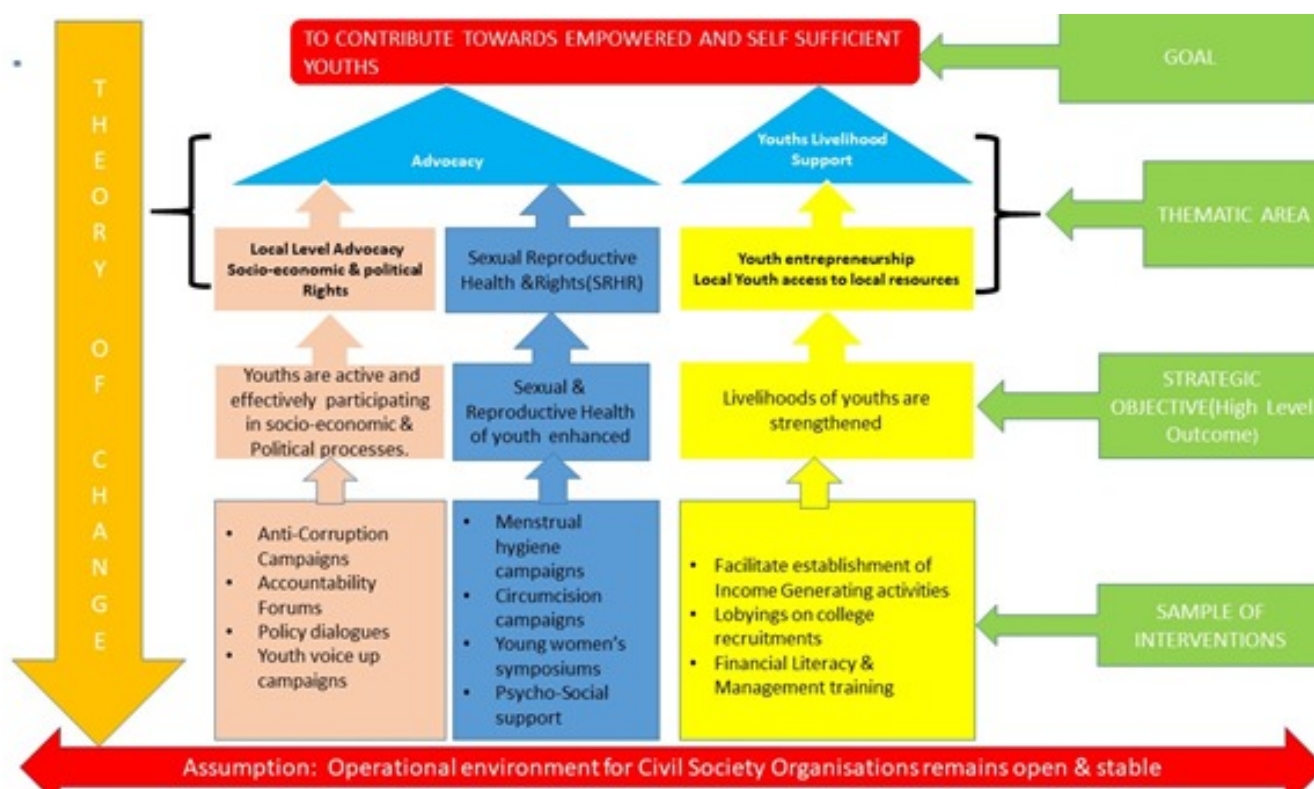 TO CONTRIBUTE TOWARDS EMPOWERED AND SELF SUFFICIENT
YOUTHS
GOAL
THEORY OF CHANGE
Advocacy
Youths Livelihood
Support
THEMATIC AREA
Local Level Advocacy
Socio-economic & political
Rights
Sexual Reproductive
Health &Rights(SRHR)
Youth entrepreneurship
Local Youth access to local resources
Youths are active and
effectively participating
in socio-economic &
Political processes.
Sexual &
Reproductive Health
of youth enhanced
Livelihoods of youths are
strengthened
STRATEGIC
OBJECTIVE(High Level
Outcome)
• Anti-Corruption
Campaigns
• Accountability
Forums
• Policy dialogues
• Youth voice up
campaigns
• Menstrual
hygiene
campaigns
• Circumcision
campaigns
• Young women's
symposiums
• Psycho-Social
support
• Facilitate establishment of
Income Generating activities
• Lobyings on college
recruitments
• Financial Literacy &
Management training
SAMPLE OF
INTERVENTIONS
Assumption: Operational environment for Civil Society Organisations remains open & stable